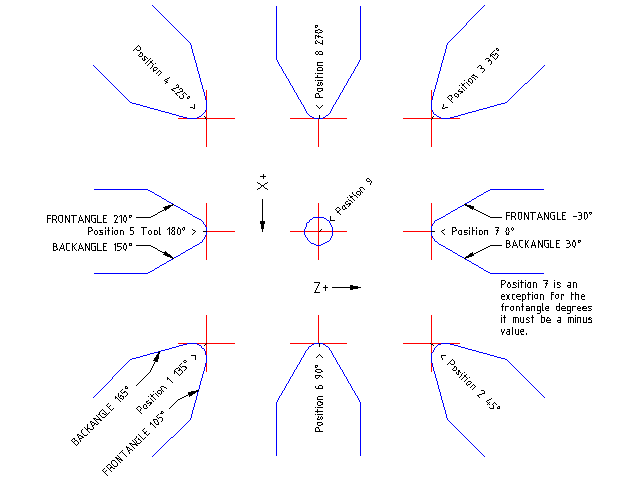 Position 4 225°
< Position 8 270°
< Position 3 315°
X+
< Position 9
FRONTANGLE 210°
Position 5 Tool 180° >
BACKANGLE 150°
FRONTANGLE -30°
< Position 7 0°
BACKANGLE 30°
Z+
Position 7 is an
exception for the
frontangle degrees
it must be a minus
value.
BACKANGLE 165°
Position 1 135° >
FRONTANGLE 105°
Position 6 90° >
< Position 2 45°